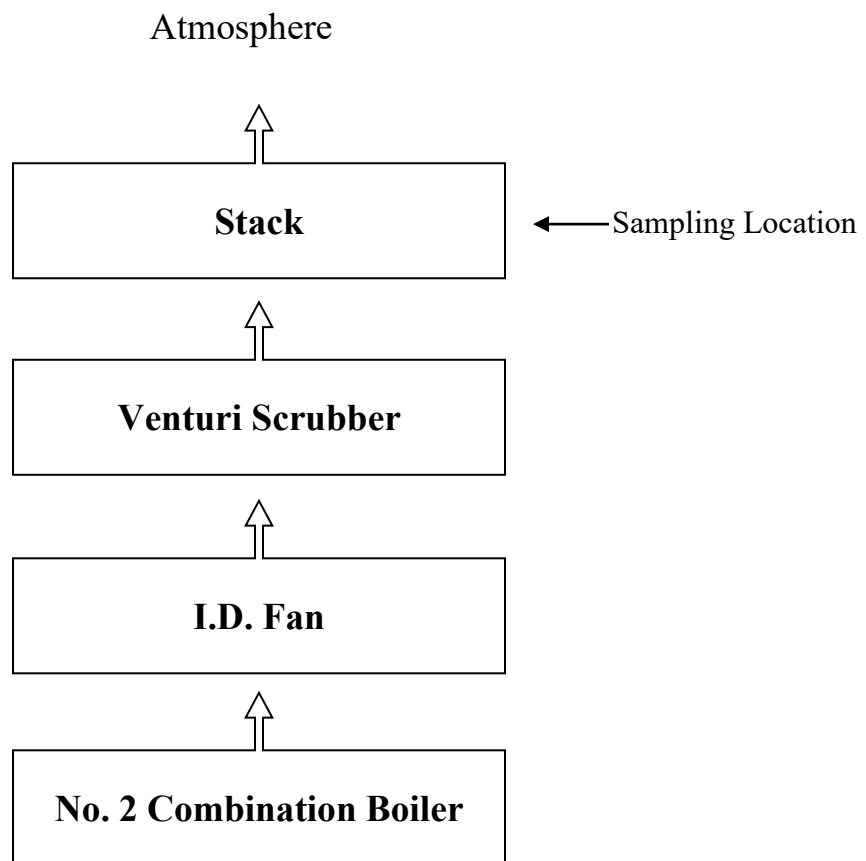 Atmosphere
Stack
Sampling Location
Venturi Scrubber
I.D. Fan
No. 2 Combination Boiler